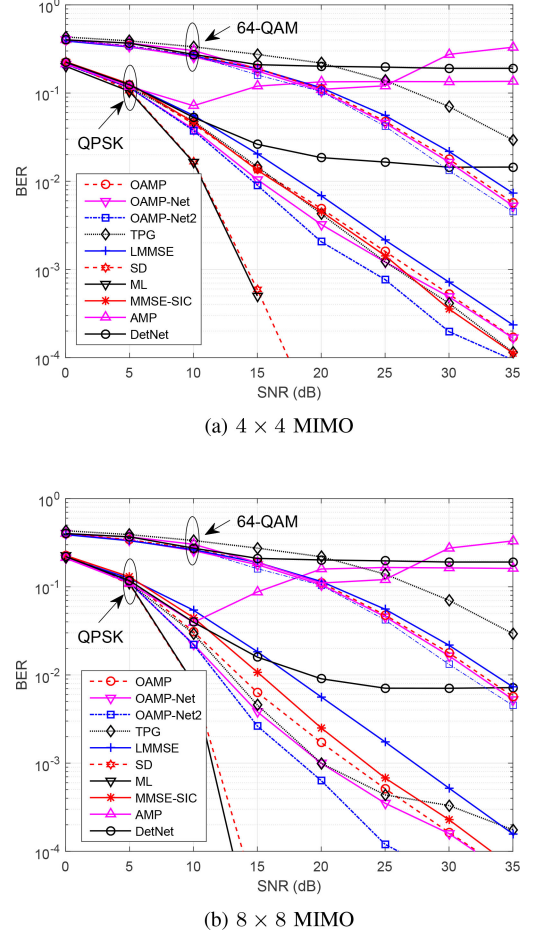 10^0
64-QAM
10^-1
QPSK
BER
10^-2
OAMP
OAMP-Net
OAMP-Net2
TPG
LMMSE
SD
ML
MMSE-SIC
AMP
DetNet
10^-3
10^-4
0 5 10 15 20 25 30 35
SNR (dB)
(a) 4 × 4 MIMO
10^0
64-QAM
10^-1
QPSK
BER
10^-2
OAMP
OAMP-Net
OAMP-Net2
TPG
LMMSE
SD
ML
MMSE-SIC
AMP
DetNet
10^-3
10^-4
0 5 10 15 20 25 30 35
SNR (dB)
(b) 8 × 8 MIMO